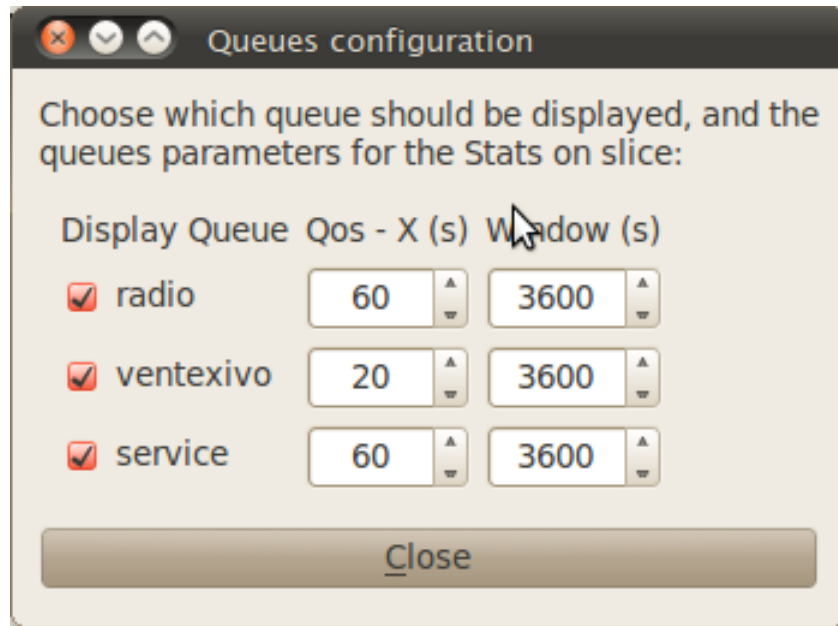 Queues configuration
Choose which queue should be displayed, and the
queues parameters for the Stats on slice:
Display Queue Qos - X (s) Window (s)
radio 60 3600
ventexivo 20 3600
service 60 3600
Close